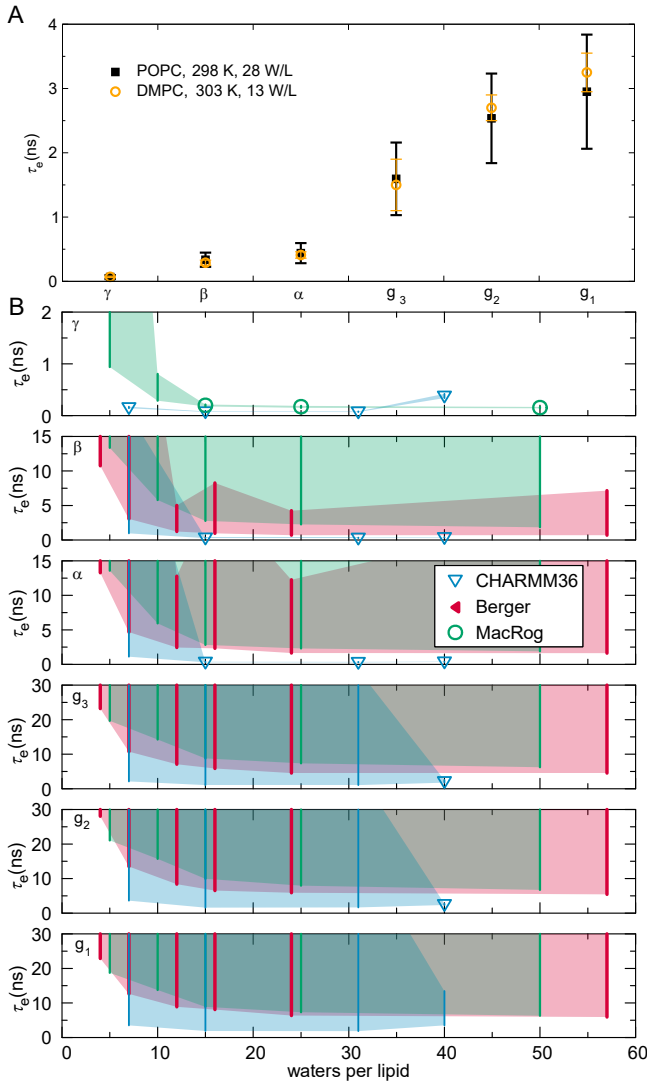 A
4
3
2
1
0
τe(ns)
POPC, 298 K, 28 W/L
DMPC, 303 K, 13 W/L
γ β α g3 g2 g1
B
γ
2
1
0
τe(ns)
β
15
10
5
0
τe(ns)
α
15
10
5
0
τe(ns)
CHARMM36
Berger
MacRog
g3
30
20
10
0
τe(ns)
g2
30
20
10
0
τe(ns)
g1
30
20
10
0
τe(ns)
0 10 20 30 40 50 60
waters per lipid